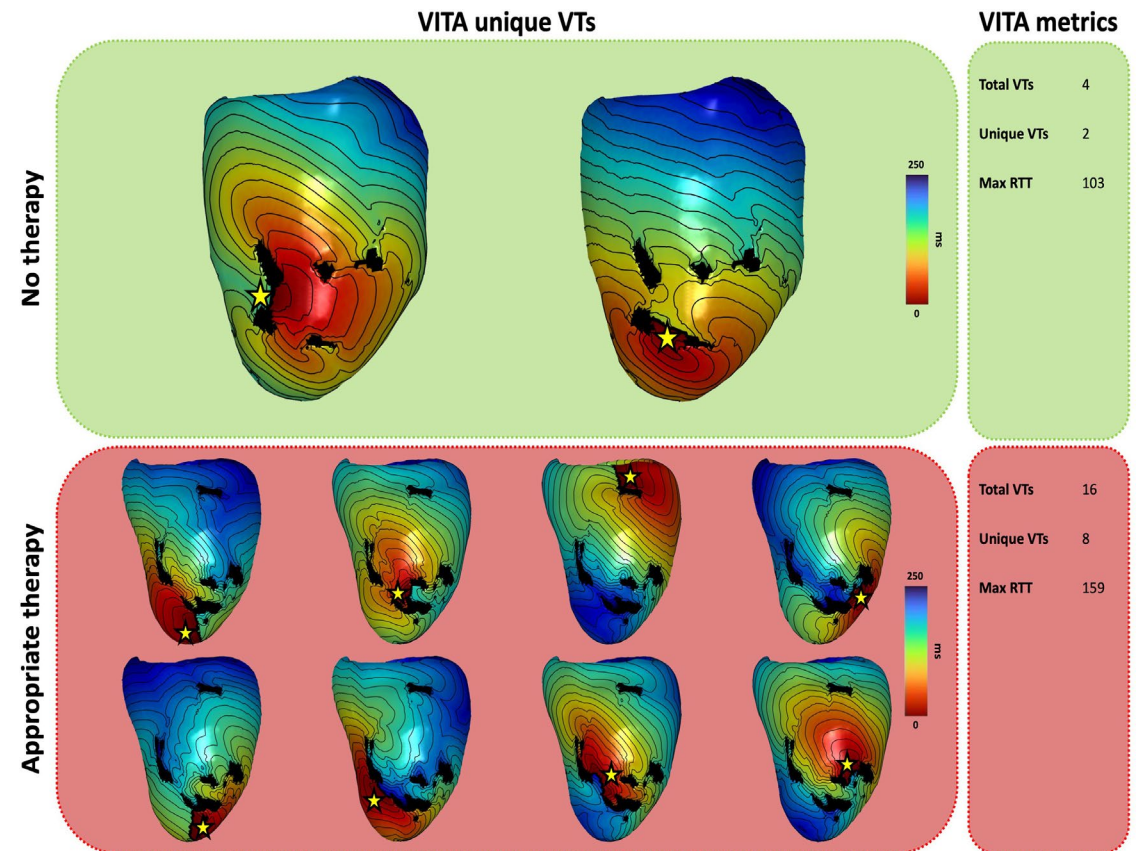 VITA unique VTs
VITA metrics
No therapy
250
ms
0
Total VTs 4
Unique VTs 2
Max RTT 103
Appropriate therapy
250
ms
0
Total VTs 16
Unique VTs 8
Max RTT 159